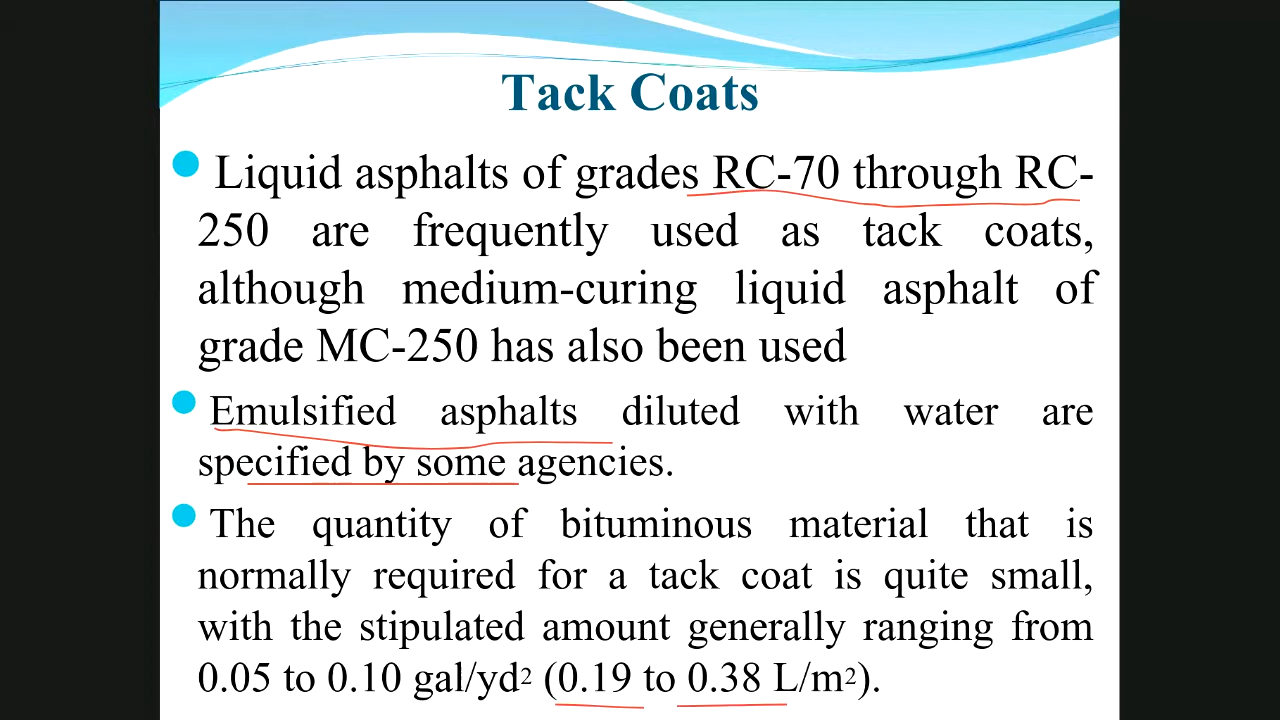 Tack Coats
Liquid asphalts of grades RC-70 through RC-
250 are frequently used as tack coats,
although medium-curing liquid asphalt of
grade MC-250 has also been used
Emulsified asphalts diluted with water are
specified by some agencies.
The quantity of bituminous material that is
normally required for a tack coat is quite small,
with the stipulated amount generally ranging from
0.05 to 0.10 gal/yd² (0.19 to 0.38 L/m²).